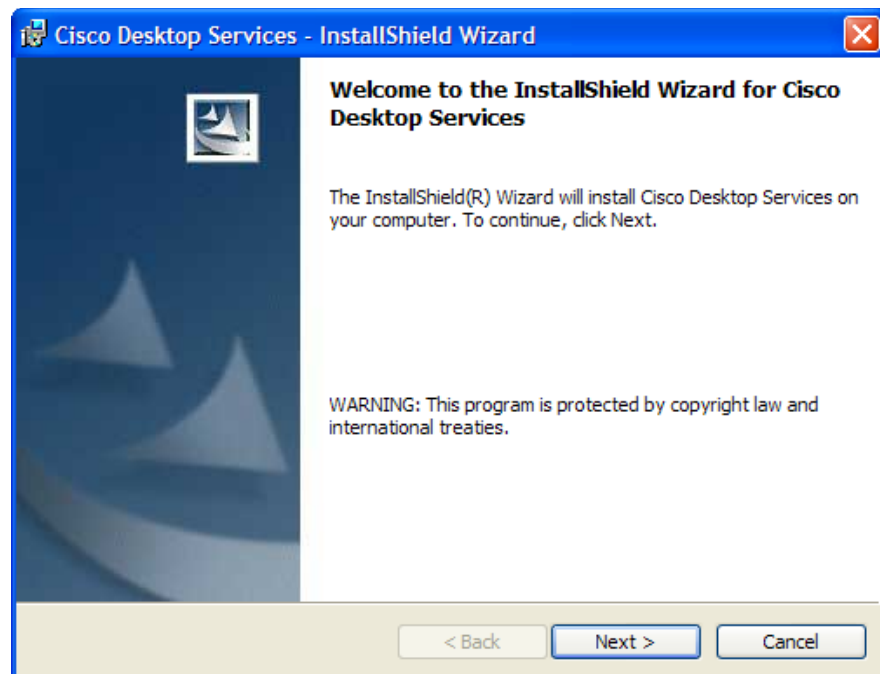 Cisco Desktop Services - InstallShield Wizard
Welcome to the InstallShield Wizard for Cisco
Desktop Services
The InstallShield(R) Wizard will install Cisco Desktop Services on
your computer. To continue, click Next.
WARNING: This program is protected by copyright law and
international treaties.
< Back
Next >
Cancel